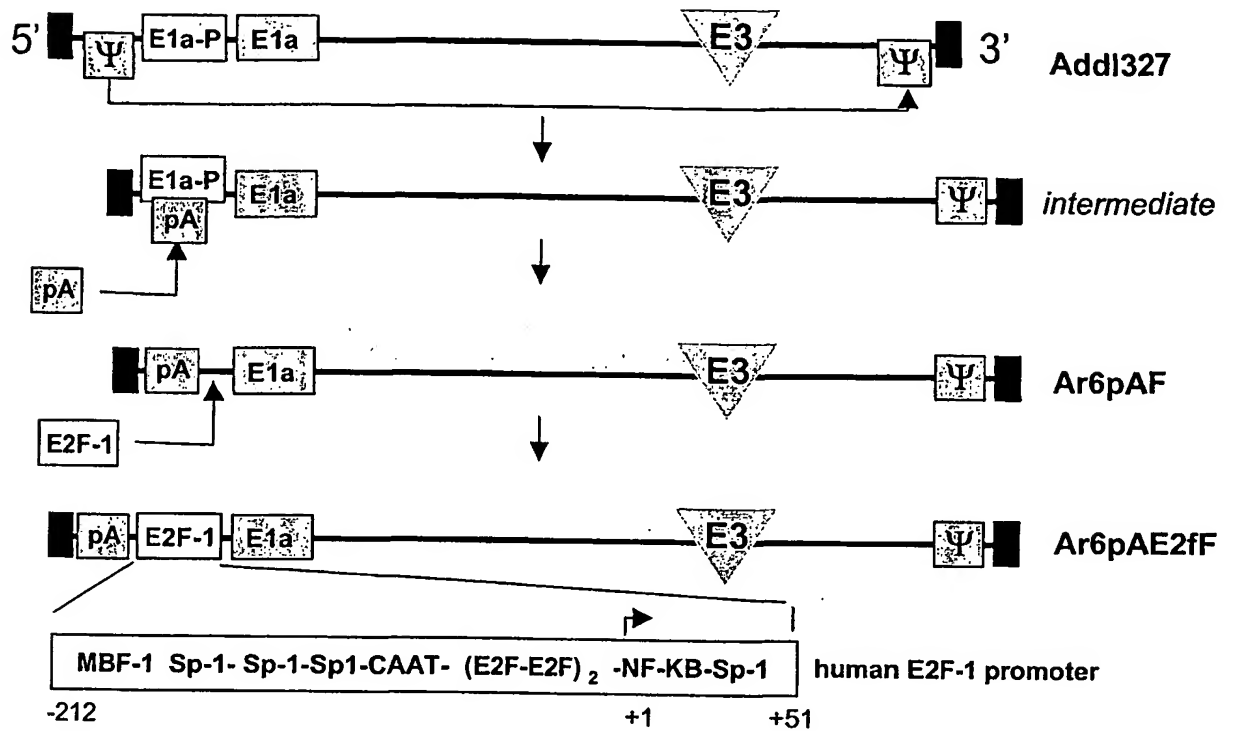 5' Ψ E1a-P E1a E3 Ψ 3' Addl327
E1a-P pA E1a E3 Ψ intermediate
pA
pA E1a E3 Ψ Ar6pAF
E2F-1
pA E2F-1 E1a E3 Ψ Ar6pAE2fF
MBF-1 Sp-1- Sp-1-Sp1-CAAT- (E2F-E2F) 2 -NF-KB-Sp-1 human E2F-1 promoter
-212 +1 +51